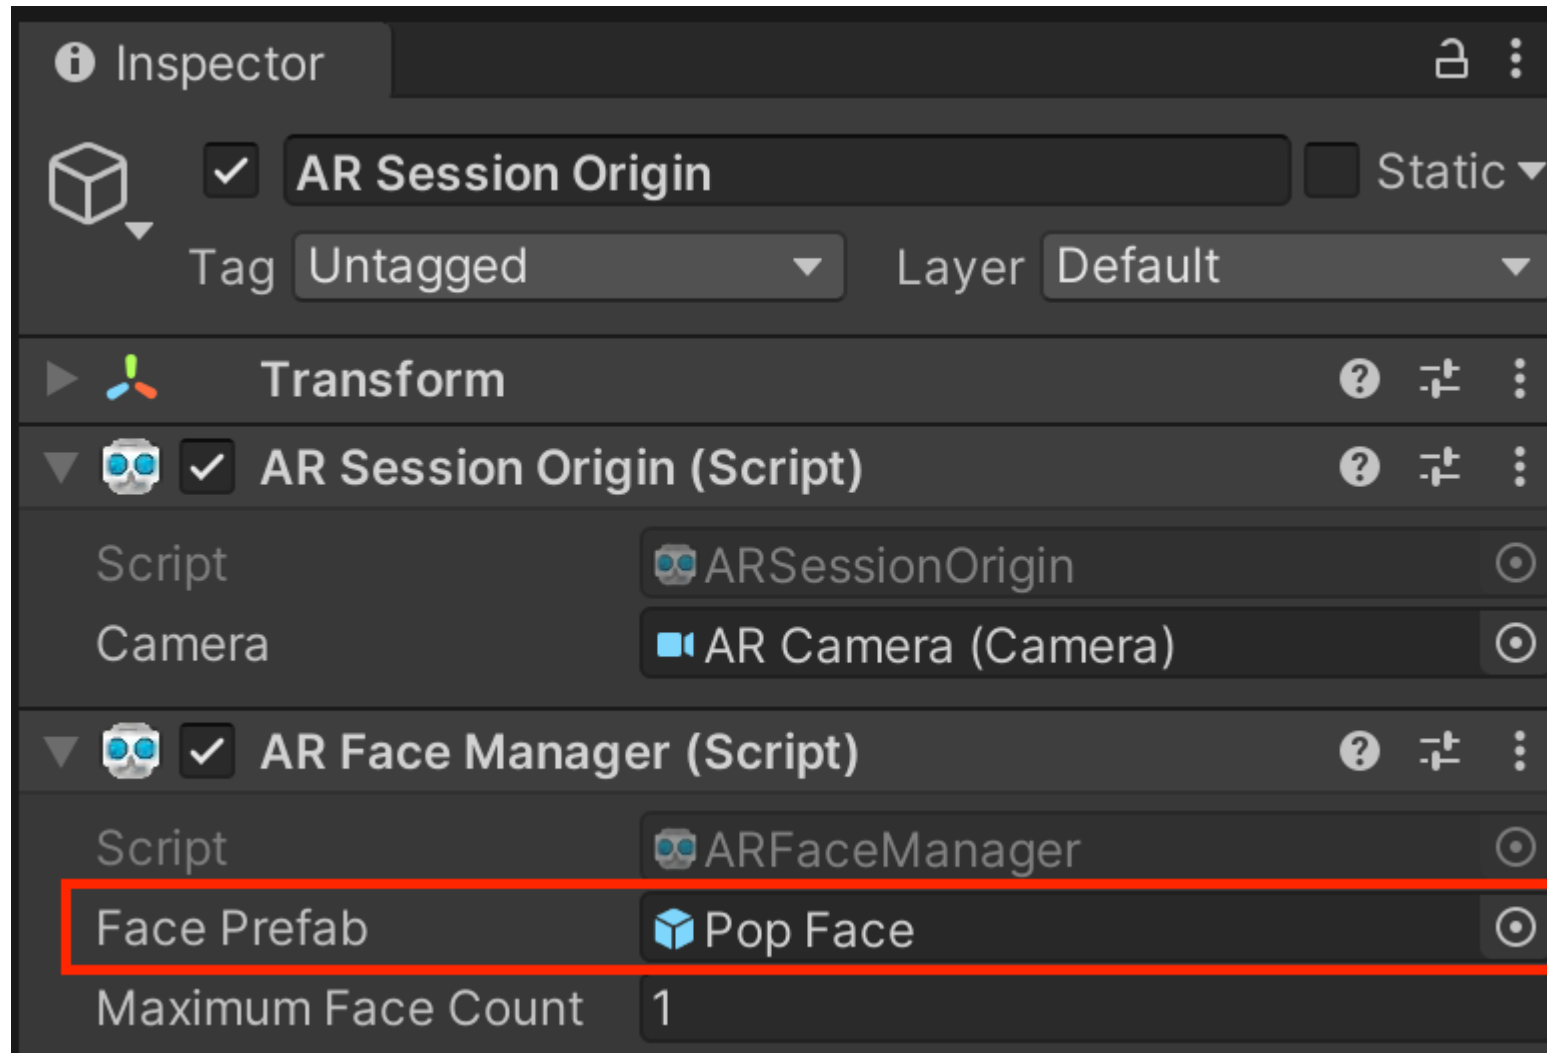 Inspector
AR Session Origin Static
Tag Untagged Layer Default
Transform
AR Session Origin (Script)
Script ARSessionOrigin
Camera AR Camera (Camera)
AR Face Manager (Script)
Script ARFaceManager
Face Prefab Pop Face
Maximum Face Count 1